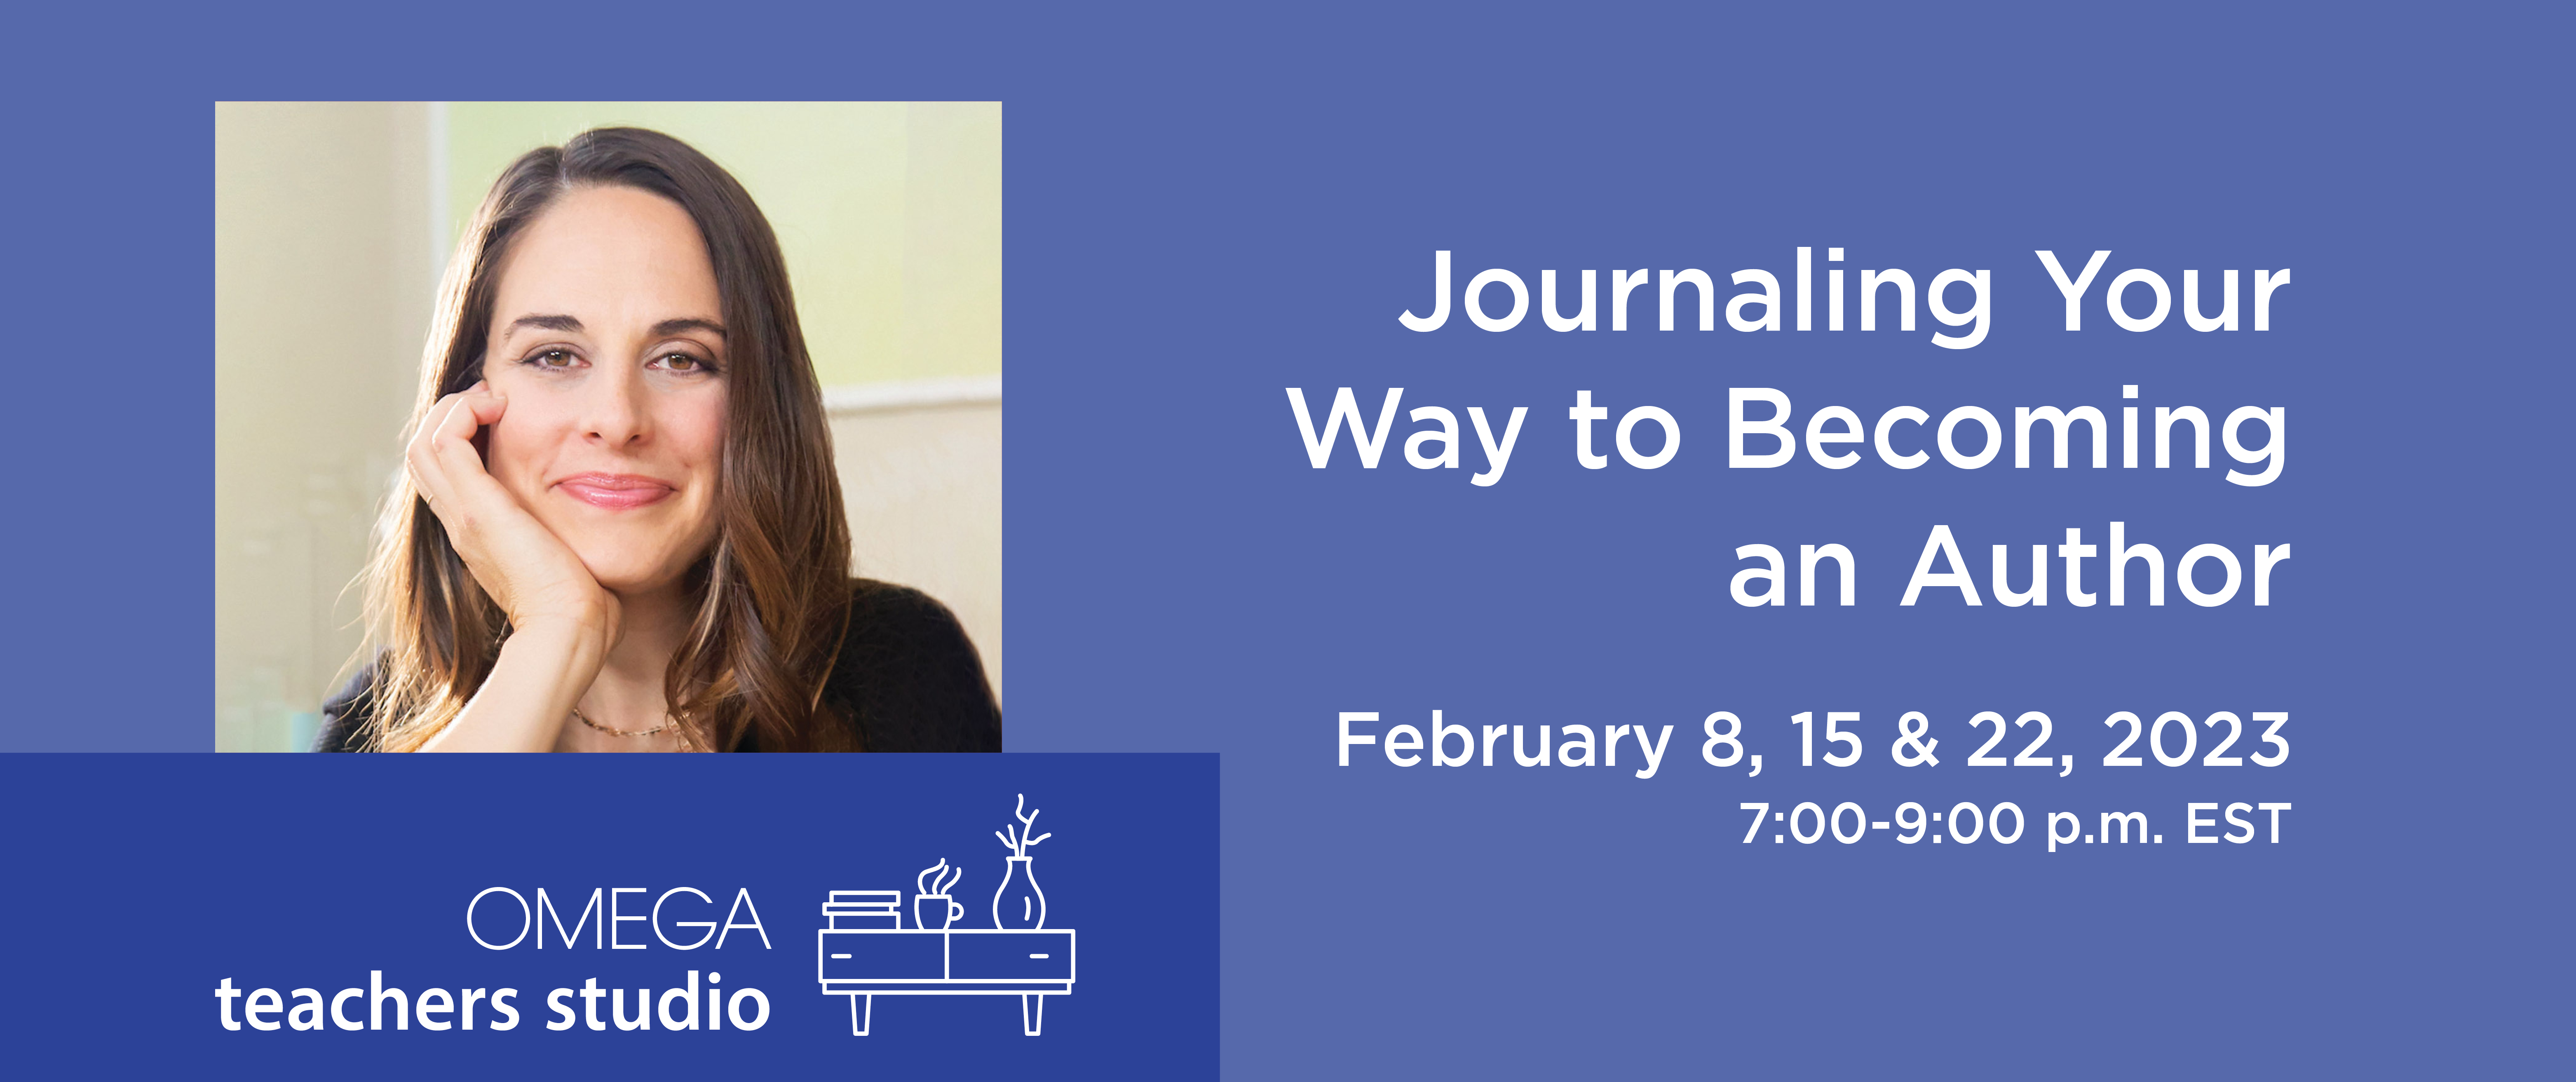 Journaling Your
Way to Becoming
an Author
February 8, 15 & 22, 2023
7:00-9:00 p.m. EST
OMEGA
teachers studio